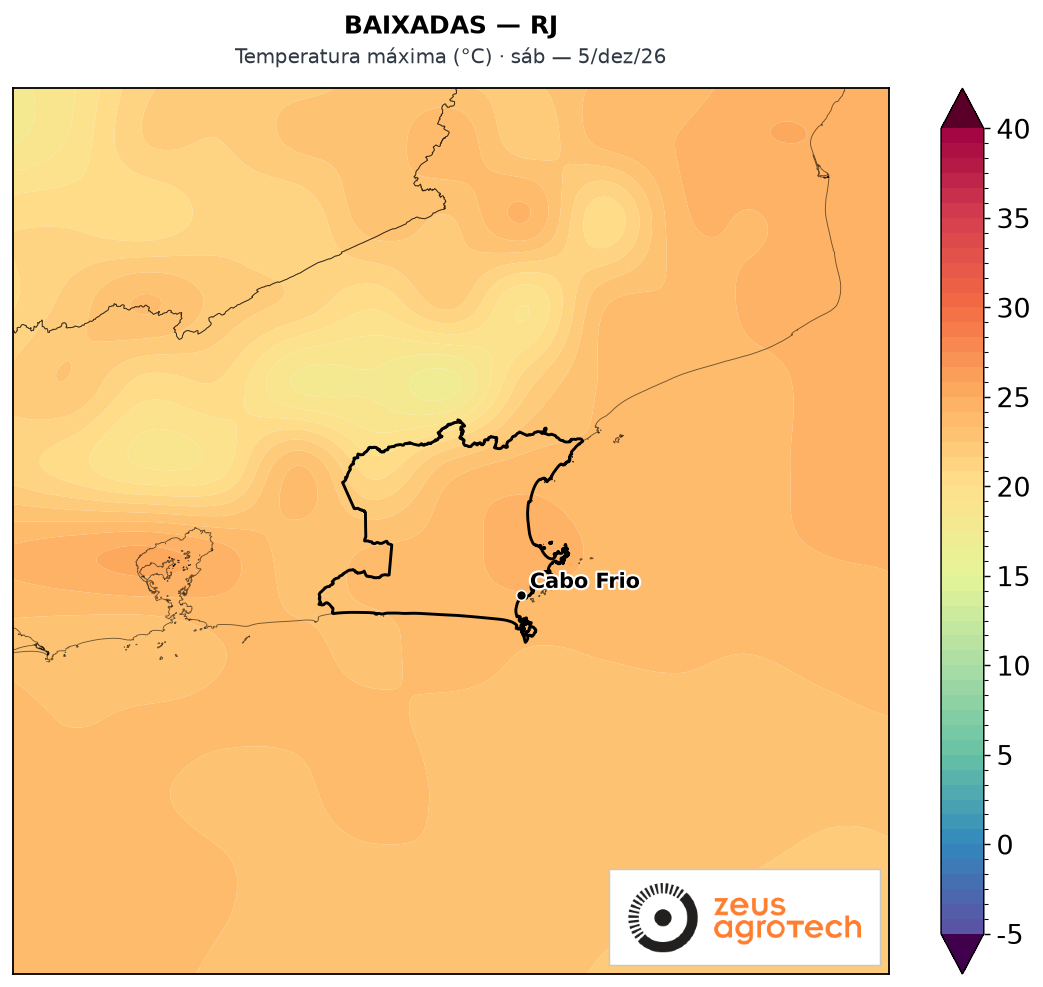 BAIXADAS — RJ
Temperatura máxima (°C) · sáb — 5/dez/26
40
35
30
25
20
15
10
5
0
-5
Cabo Frio
zeus
agroTech